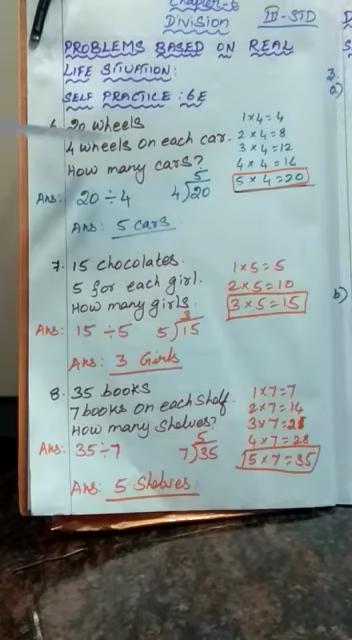 Chapter-6
Division III-STD
PROBLEMS BASED ON REAL
LIFE SITUATION:
SELF PRACTICE : 6E
6. 20 wheels
4 wheels on each car.
How many cars?
1 x 4 = 4
2 x 4 = 8
3 x 4 = 12
4 x 4 = 16
5 x 4 = 20
Ans: 20 ÷ 4
5
4)20
Ans: 5 cars
7. 15 chocolates.
5 for each girl.
How many girls.
1 x 5 = 5
2 x 5 = 10
3 x 5 = 15
Ans: 15 ÷ 5
3
5)15
Ans: 3 Girls
8. 35 books
7 books on each shelf.
How many shelves?
1 x 7 = 7
2 x 7 = 14
3 x 7 = 21
4 x 7 = 28
5 x 7 = 35
Ans: 35 ÷ 7
5
7)35
Ans: 5 Shelves
3.
a)
b)